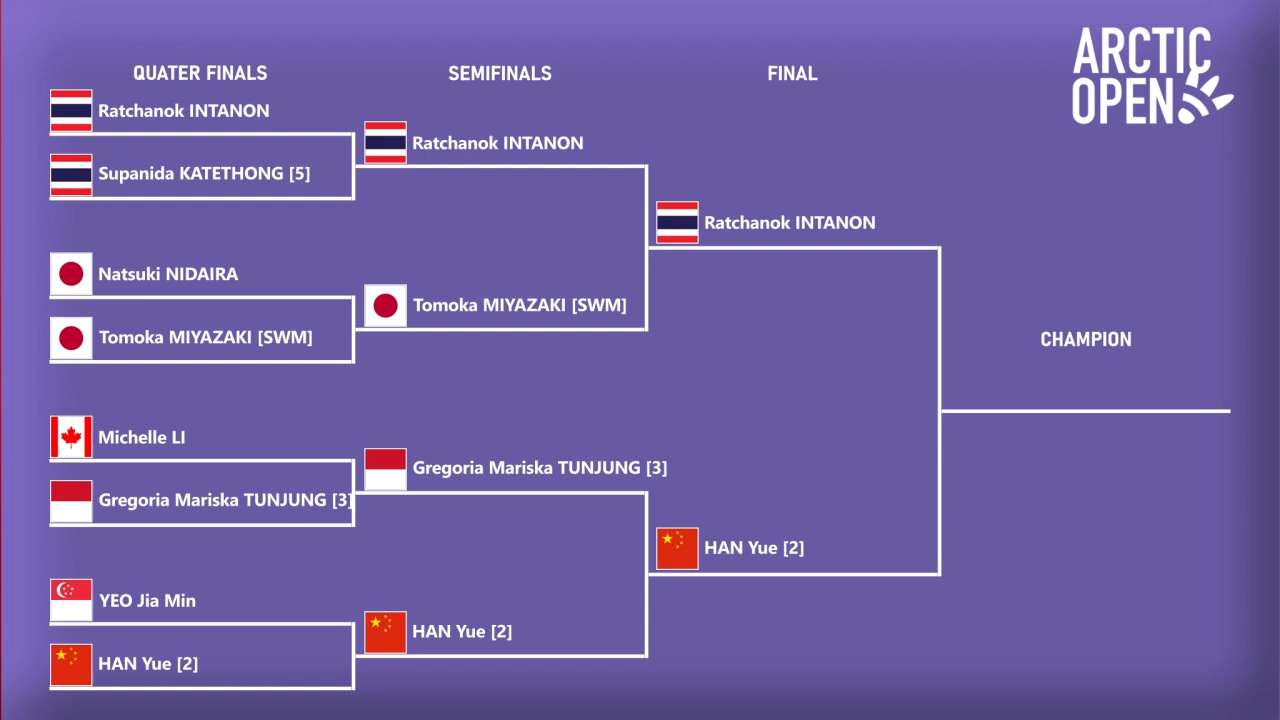 ARCTIC
OPEN
QUATER FINALS
SEMIFINALS
FINAL
Ratchanok INTANON
Supanida KATETHONG [5]
Natsuki NIDAIRA
Tomoka MIYAZAKI [SWM]
Michelle LI
Gregoria Mariska TUNJUNG [3]
YEO Jia Min
HAN Yue [2]
Ratchanok INTANON
Tomoka MIYAZAKI [SWM]
Gregoria Mariska TUNJUNG [3]
HAN Yue [2]
Ratchanok INTANON
HAN Yue [2]
CHAMPION